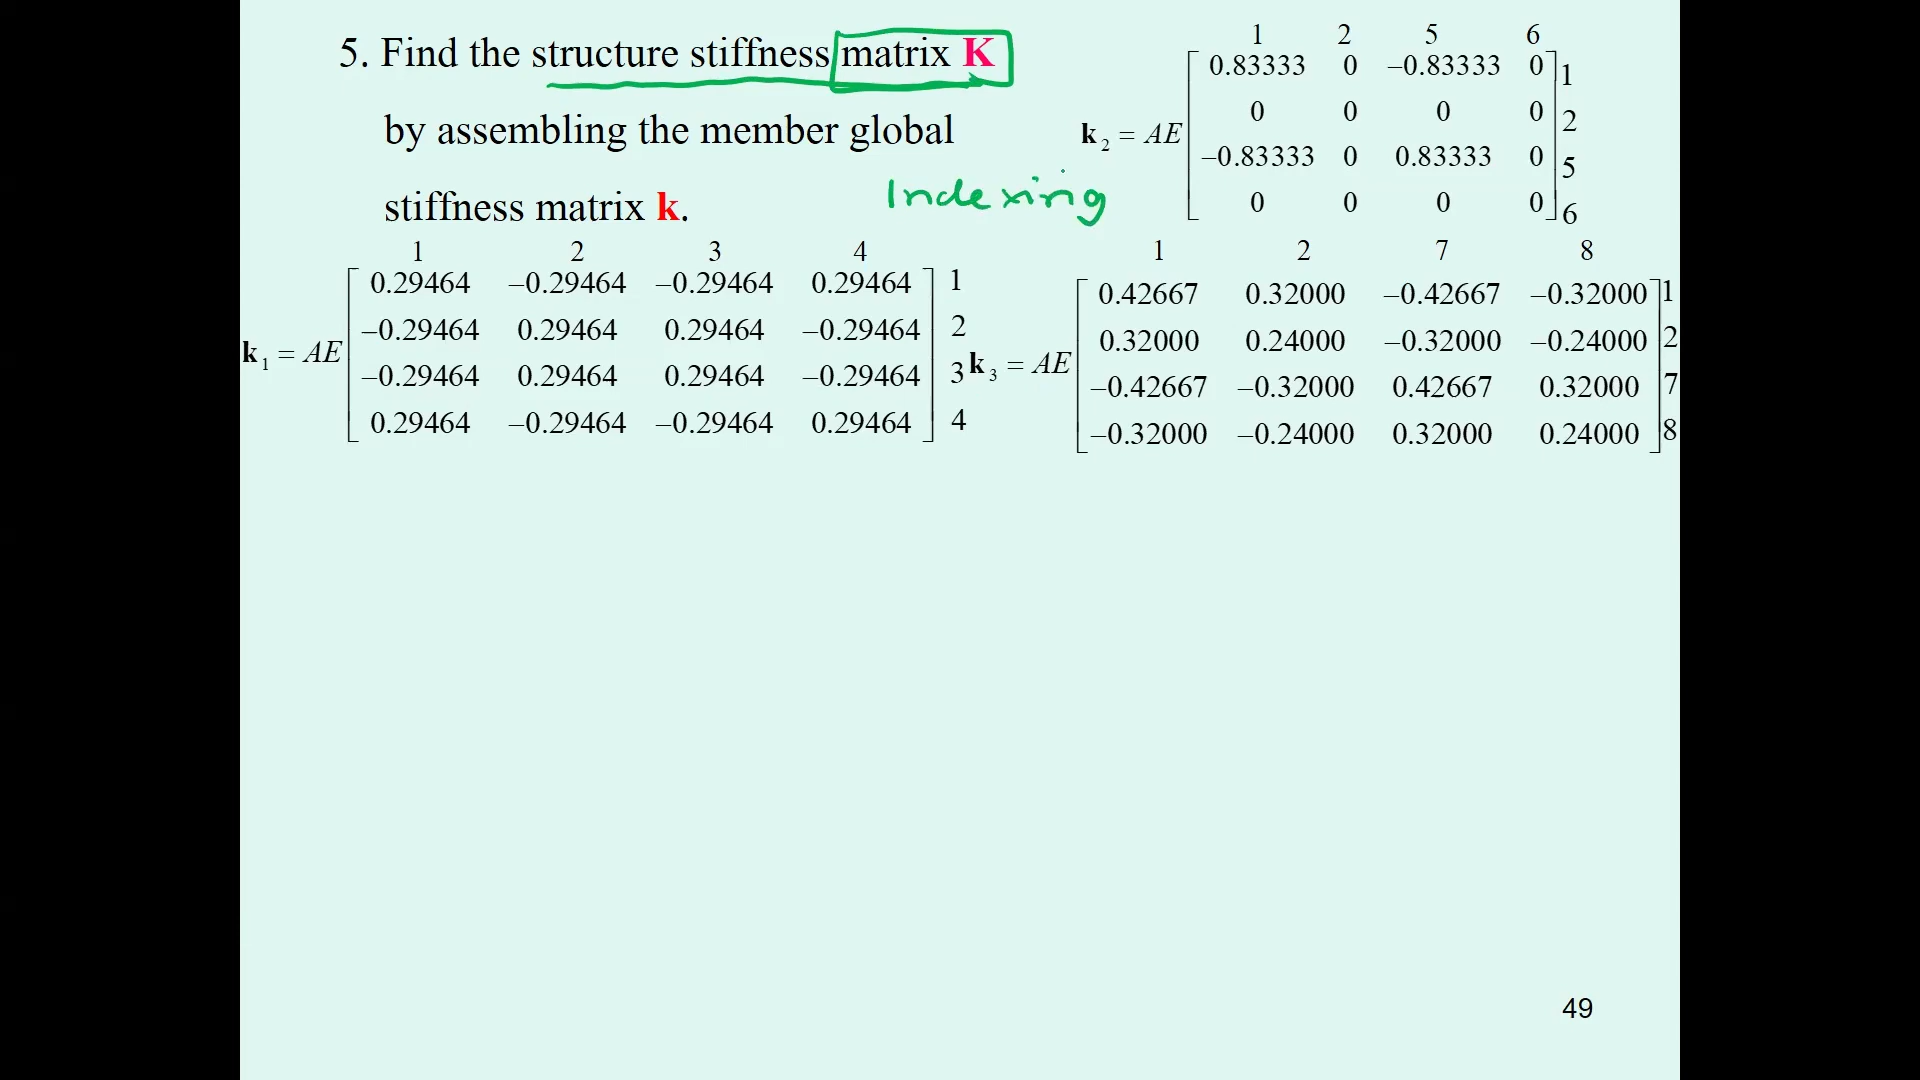 5. Find the structure stiffness matrix K
by assembling the member global
stiffness matrix k.
Indexing
1 2 5 6
k2 = AE
0.83333 0 –0.83333 0 1
0 0 0 0 2
–0.83333 0 0.83333 0 5
0 0 0 0 6
1 2 3 4
k1 = AE
0.29464 –0.29464 –0.29464 0.29464 1
–0.29464 0.29464 0.29464 –0.29464 2
–0.29464 0.29464 0.29464 –0.29464 3
0.29464 –0.29464 –0.29464 0.29464 4
1 2 7 8
k3 = AE
0.42667 0.32000 –0.42667 –0.32000 1
0.32000 0.24000 –0.32000 –0.24000 2
–0.42667 –0.32000 0.42667 0.32000 7
–0.32000 –0.24000 0.32000 0.24000 8
49